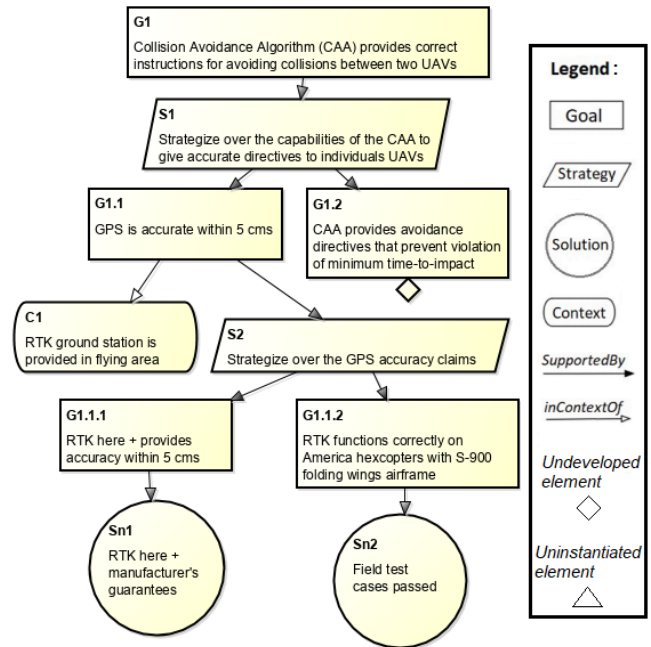 G1
Collision Avoidance Algorithm (CAA) provides correct
instructions for avoiding collisions between two UAVs
S1
Strategize over the capabilities of the CAA to
give accurate directives to individuals UAVs
G1.1
GPS is accurate within 5 cms
G1.2
CAA provides avoidance
directives that prevent violation
of minimum time-to-impact
C1
RTK ground station is
provided in flying area
S2
Strategize over the GPS accuracy claims
G1.1.1
RTK here + provides
accuracy within 5 cms
G1.1.2
RTK functions correctly on
America hexcopters with S-900
folding wings airframe
Sn1
RTK here +
manufacturer's
guarantees
Sn2
Field test
cases passed
Legend :
Goal
Strategy
Solution
Context
SupportedBy
inContextOf
Undeveloped
element
Uninstantiated
element